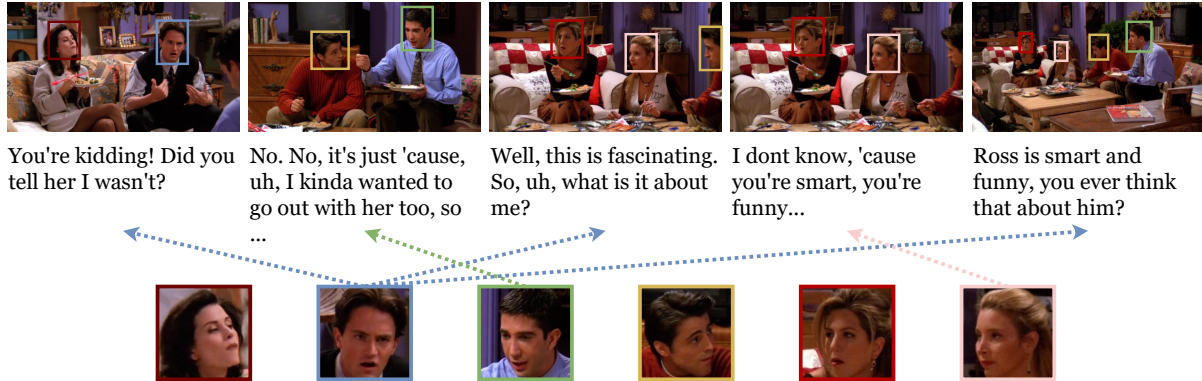 You're kidding! Did you
tell her I wasn't?
No. No, it's just 'cause,
uh, I kinda wanted to
go out with her too, so
...
Well, this is fascinating.
So, uh, what is it about
me?
I dont know, 'cause
you're smart, you're
funny...
Ross is smart and
funny, you ever think
that about him?